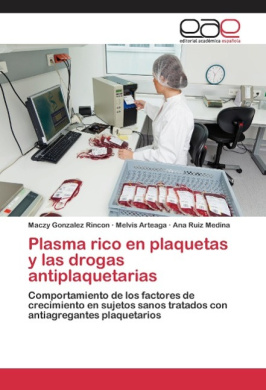 eae
editorial académica española
Maczy Gonzalez Rincon · Melvis Arteaga · Ana Ruiz Medina
Plasma rico en plaquetas
y las drogas
antiplaquetarias
Comportamiento de los factores de
crecimiento en sujetos sanos tratados con
antiagregantes plaquetarios